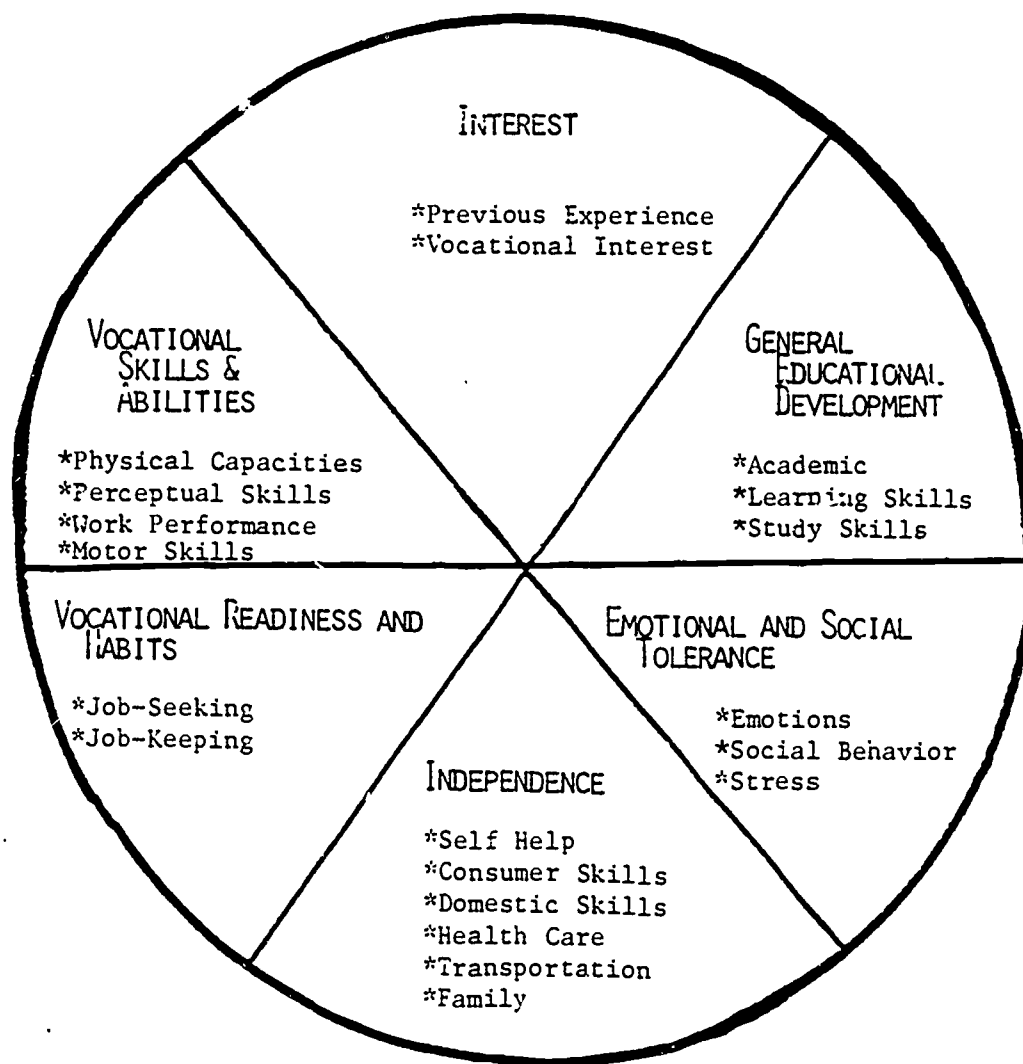 INTEREST
*Previous Experience
*Vocational Interest
GENERAL
EDUCATIONAL
DEVELOPMENT
*Academic
*Learning Skills
*Study Skills
EMOTIONAL AND SOCIAL
TOLERANCE
*Emotions
*Social Behavior
*Stress
INDEPENDENCE
*Self Help
*Consumer Skills
*Domestic Skills
*Health Care
*Transportation
*Family
VOCATIONAL READINESS AND
HABITS
*Job-Seeking
*Job-Keeping
VOCATIONAL
SKILLS &
ABILITIES
*Physical Capacities
*Perceptual Skills
*Work Performance
*Motor Skills